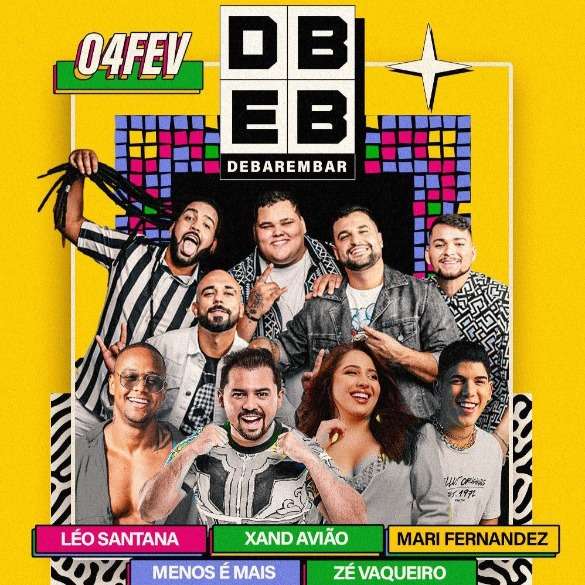 04FEV
DB
EB
DEBAREMBAR
LÉO SANTANA
XAND AVIÃO
MARI FERNANDEZ
MENOS É MAIS
ZÉ VAQUEIRO